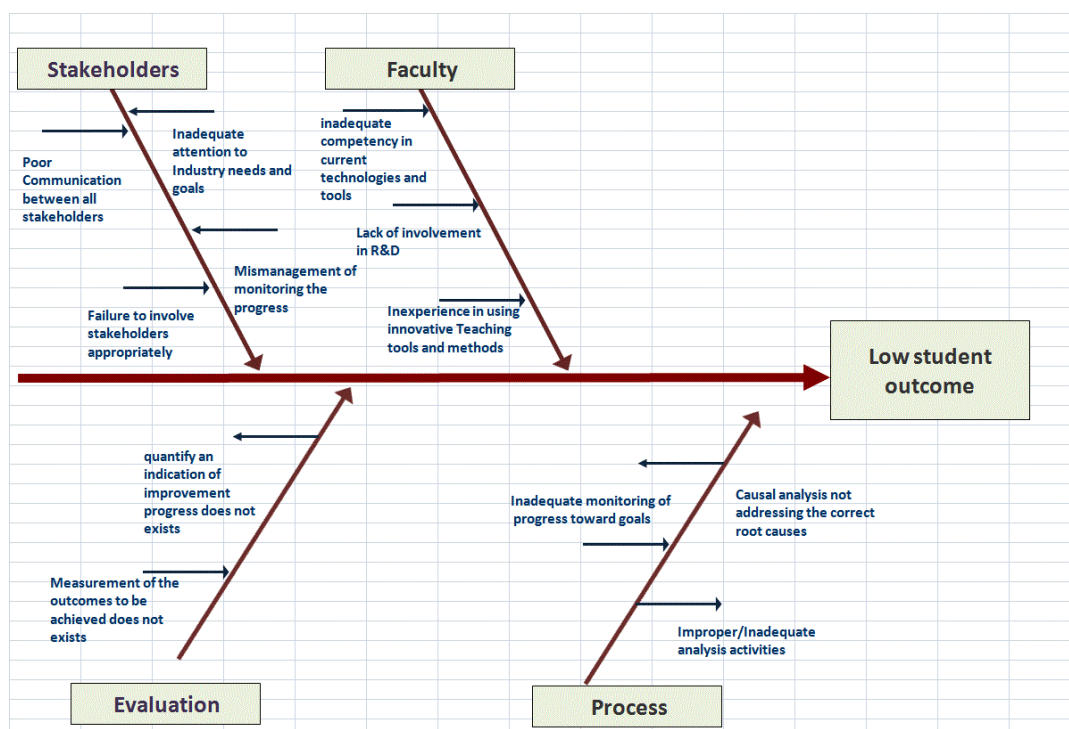 Stakeholders
Faculty
Inadequate
attention to
Industry needs and
goals
Poor
Communication
between all
stakeholders
Mismanagement of
monitoring the
progress
Failure to involve
stakeholders
appropriately
inadequate
competency in
current
technologies and
tools
Lack of involvement
in R&D
Inexperience in using
innovative Teaching
tools and methods
Low student
outcome
quantify an
indication of
improvement
progress does not
exists
Measurement of the
outcomes to be
achieved does not
exists
Inadequate monitoring of
progress toward goals
Causal analysis not
addressing the correct
root causes
Improper/Inadequate
analysis activities
Evaluation
Process